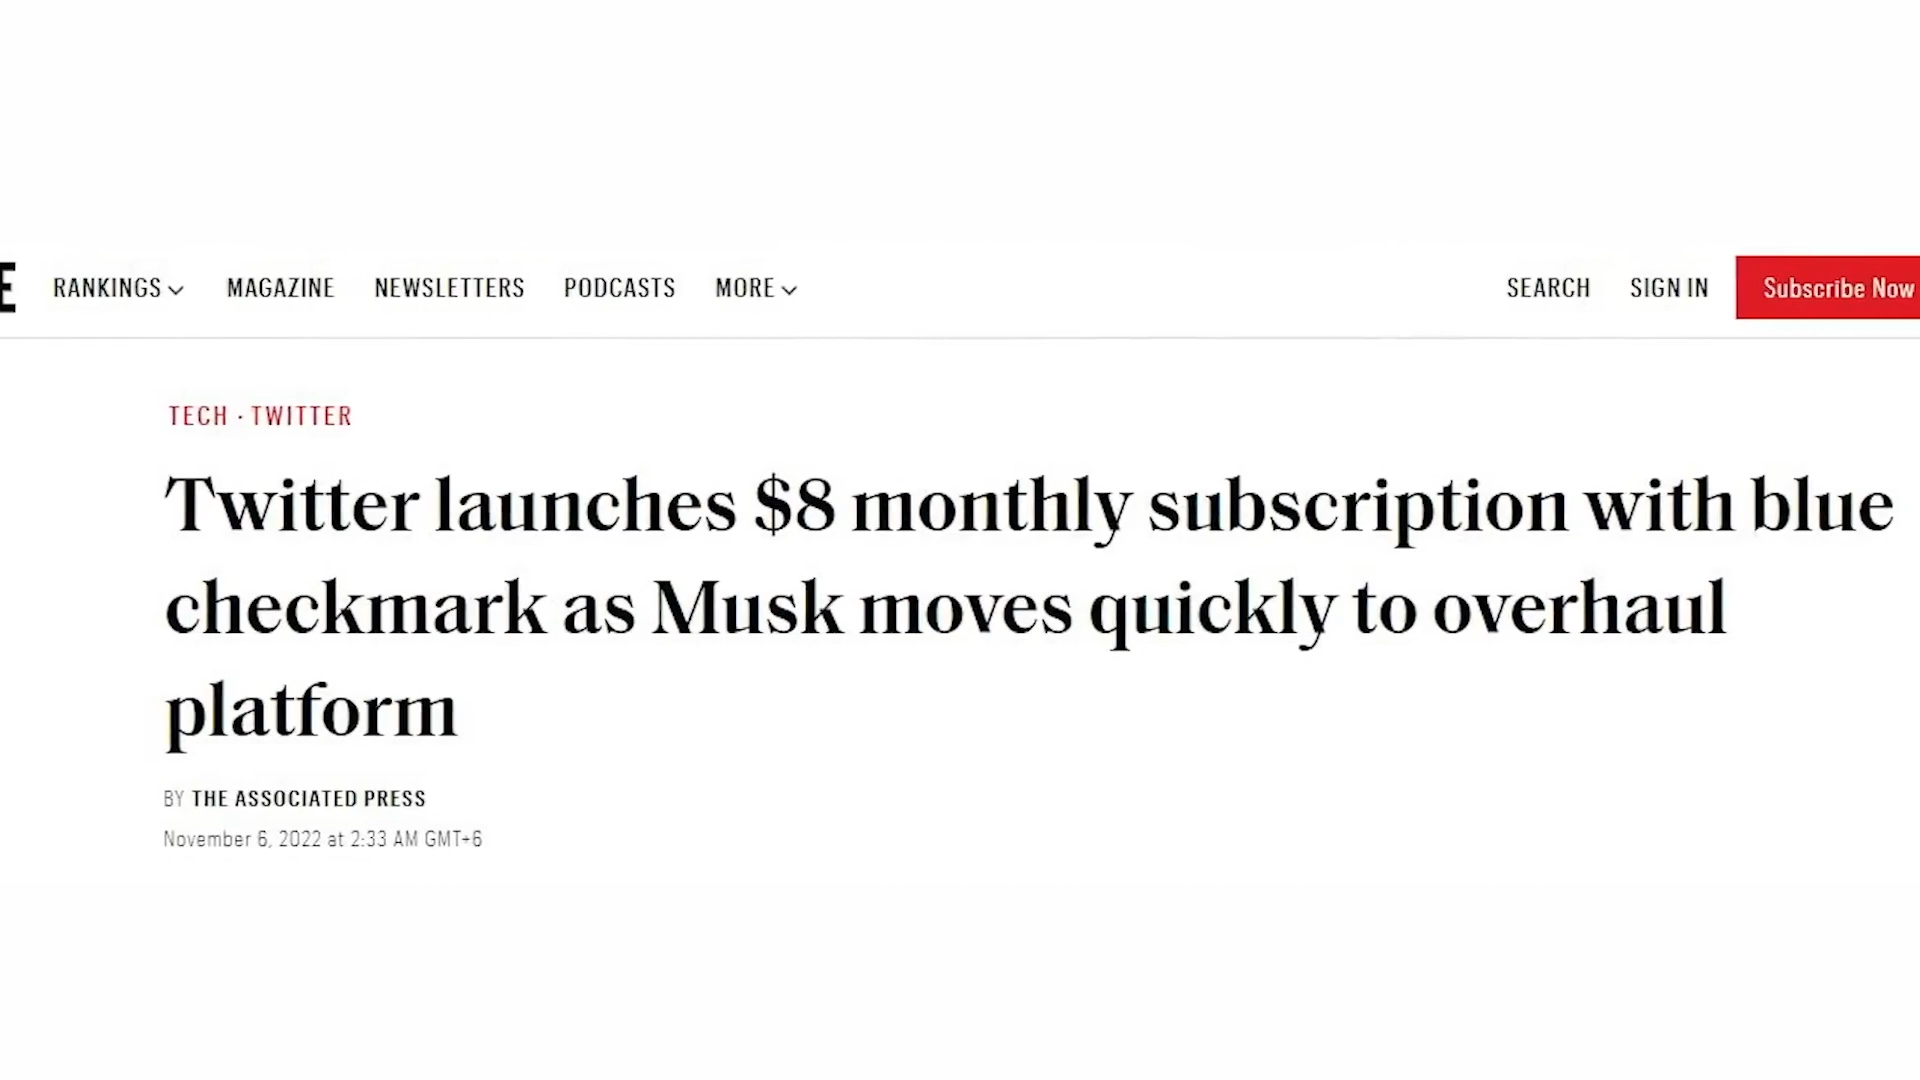 E RANKINGS MAGAZINE NEWSLETTERS PODCASTS MORE SEARCH SIGN IN Subscribe Now
TECH · TWITTER
Twitter launches $8 monthly subscription with blue
checkmark as Musk moves quickly to overhaul
platform
BY THE ASSOCIATED PRESS
November 6, 2022 at 2:33 AM GMT+6